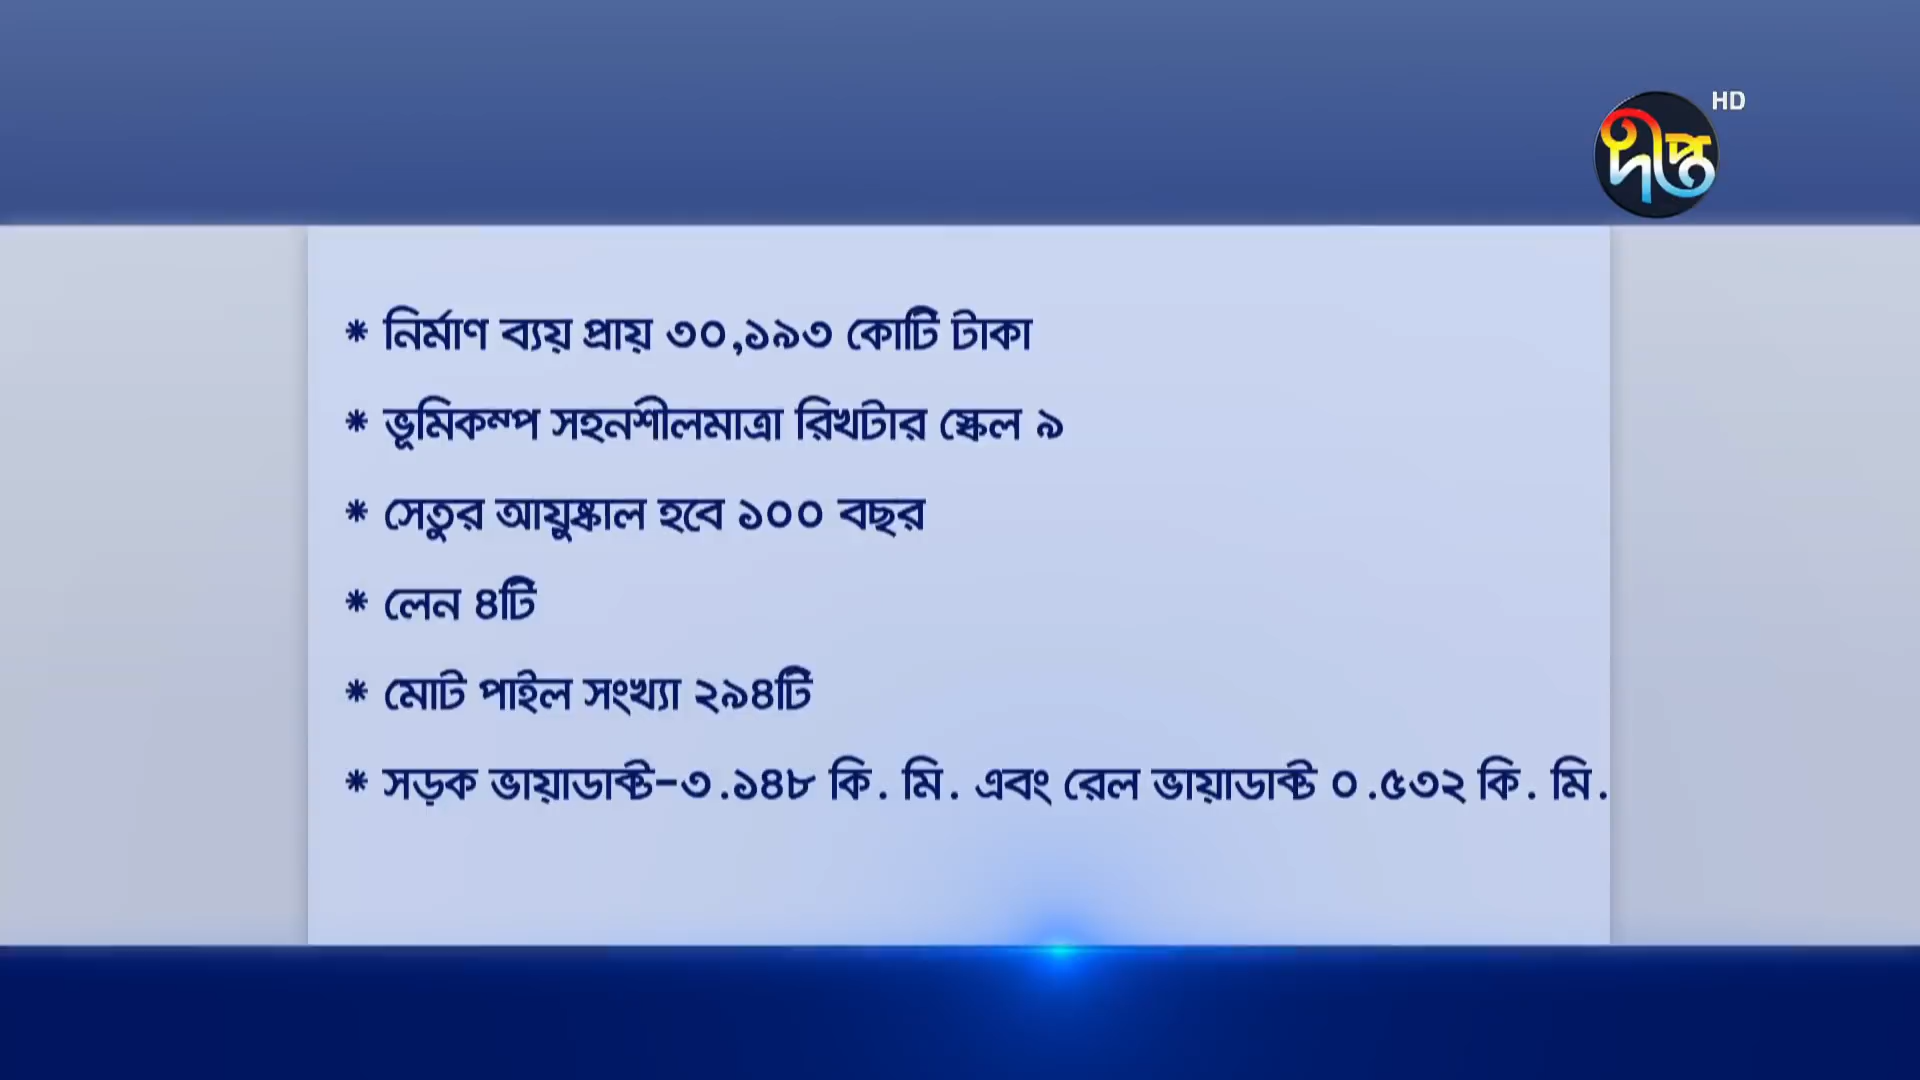 দীপ্ত HD
* নির্মাণ ব্যয় প্রায় ৩০,১৯৩ কোটি টাকা
* ভূমিকম্প সহনশীলমাত্রা রিখটার স্কেল ৯
* সেতুর আয়ুষ্কাল হবে ১০০ বছর
* লেন ৪টি
* মোট পাইল সংখ্যা ২৯৪টি
* সড়ক ভায়াডাক্ট-৩.১৪৮ কি. মি. এবং রেল ভায়াডাক্ট ০.৫৩২ কি. মি.